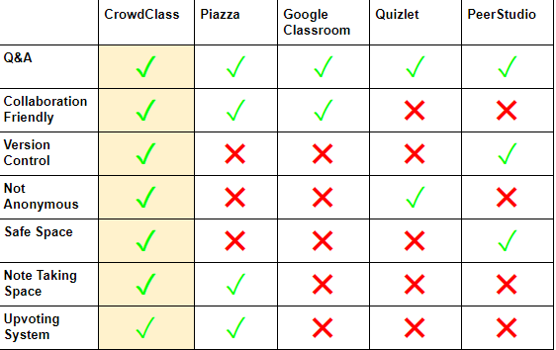 CrowdClass Piazza Google Quizlet PeerStudio
Classroom
Q&A
Collaboration
Friendly
Version
Control
Not
Anonymous
Safe Space
Note Taking
Space
Upvoting
System